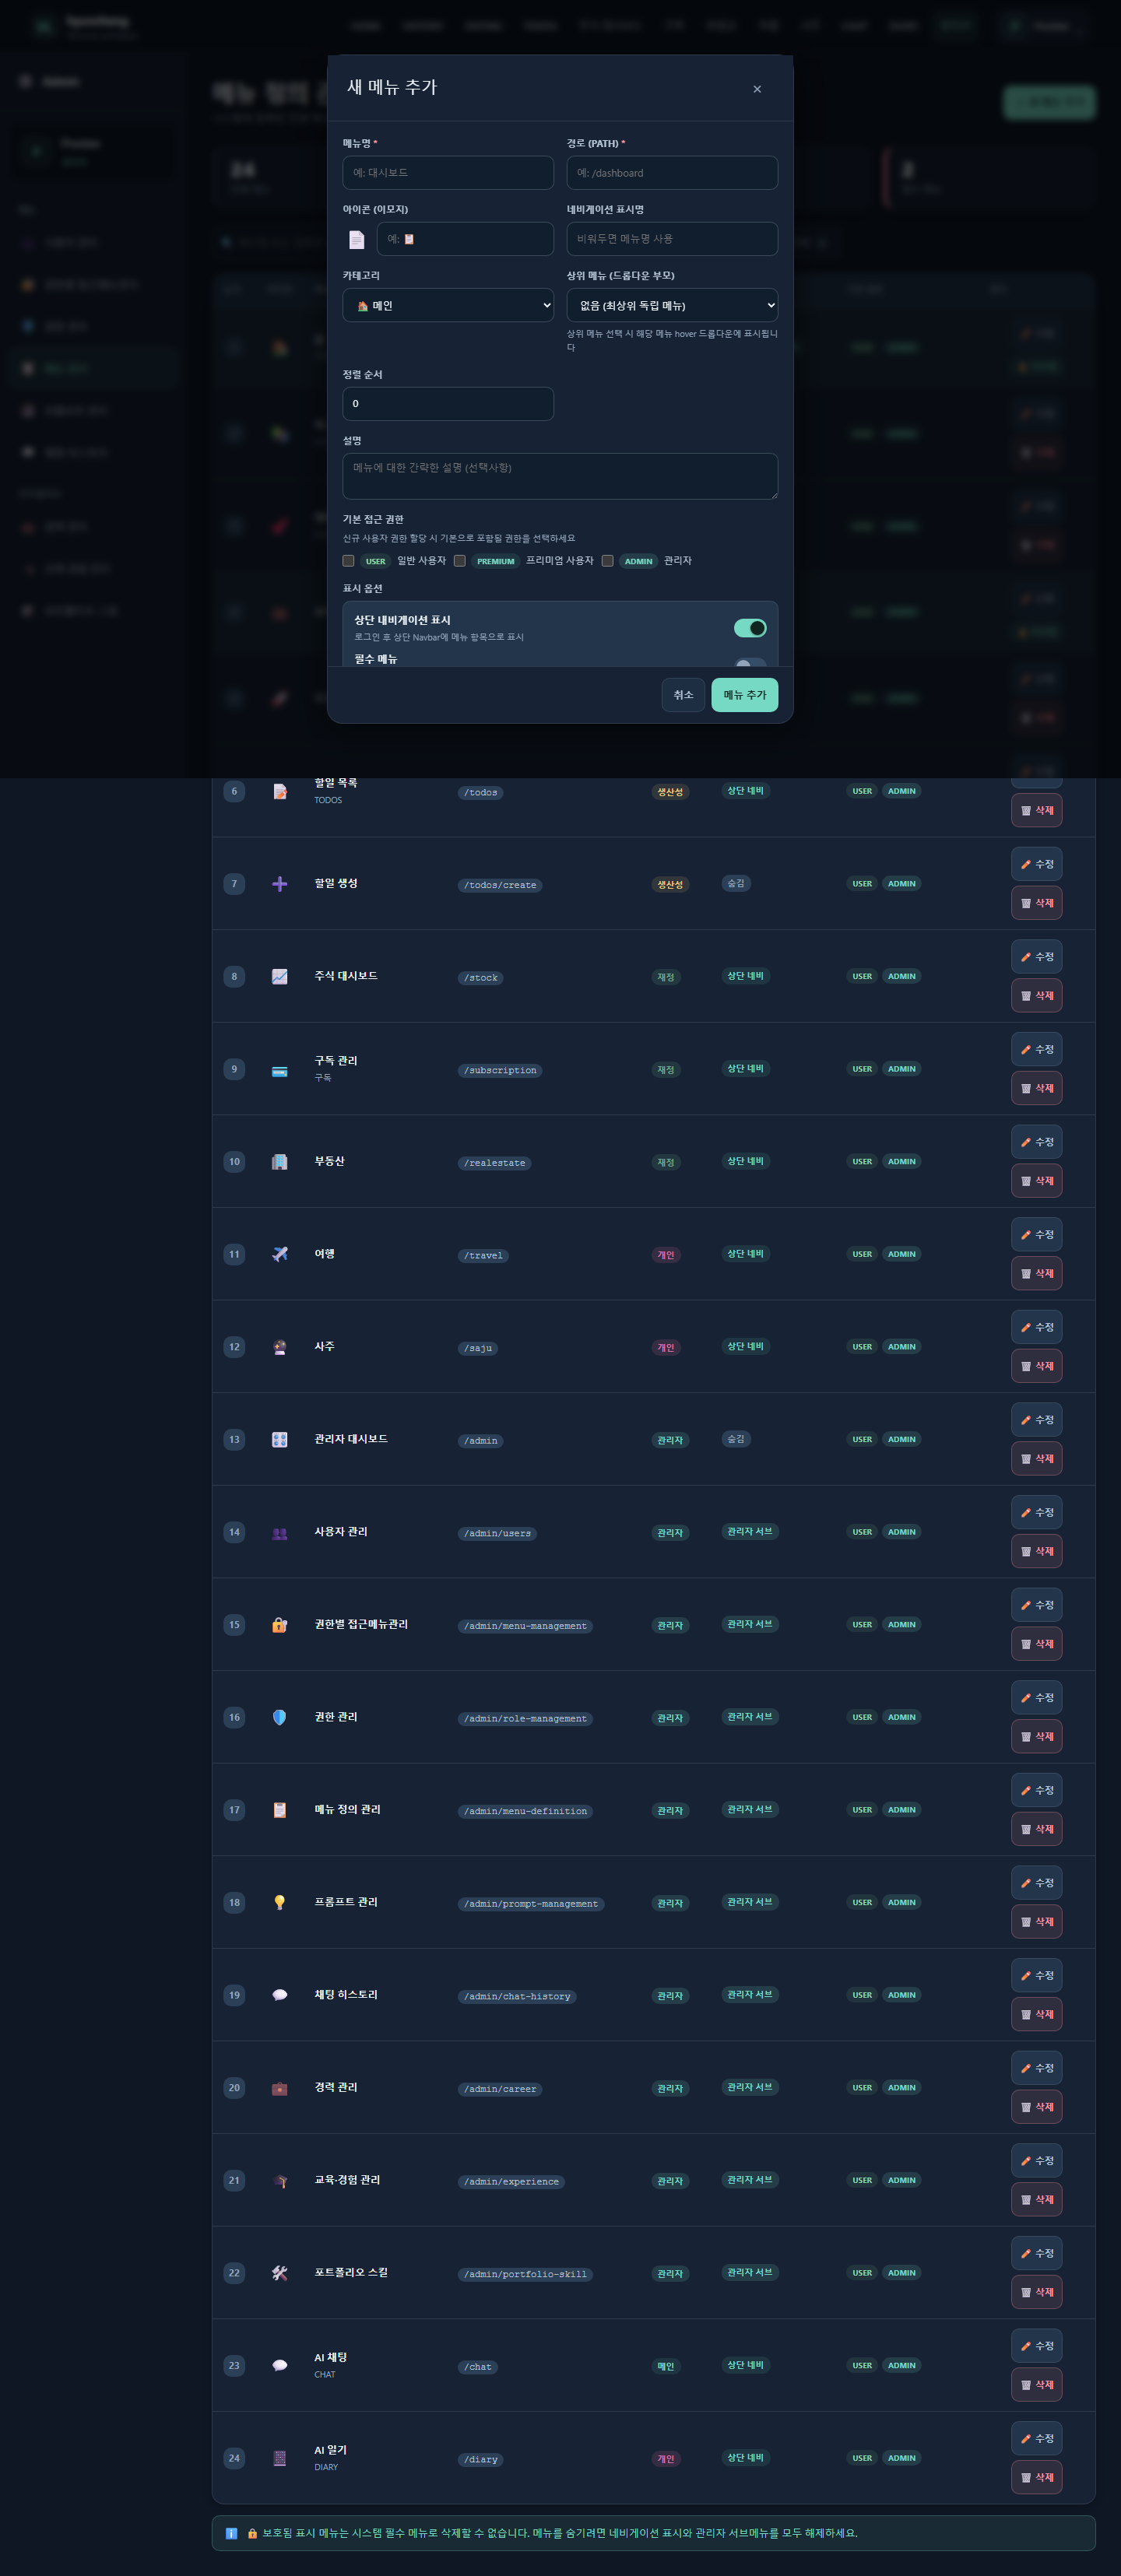 새 메뉴 추가
×
메뉴명 *
경로 (PATH) *
예: 대시보드
예: /dashboard
아이콘 (이모지)
네비게이션 표시명
예: 📋
비워두면 메뉴명 사용
카테고리
상위 메뉴 (드롭다운 부모)
🏠 메인
없음 (최상위 독립 메뉴)
상위 메뉴 선택 시 해당 메뉴 hover 드롭다운에 표시됩니
다
정렬 순서
0
설명
메뉴에 대한 간략한 설명 (선택사항)
기본 접근 권한
신규 사용자 권한 할당 시 기본으로 포함될 권한을 선택하세요
USER 일반 사용자 PREMIUM 프리미엄 사용자 ADMIN 관리자
표시 옵션
상단 내비게이션 표시
로그인 후 상단 Navbar에 메뉴 항목으로 표시
필수 메뉴
취소 메뉴 추가
6 할일 목록 /todos 생산성 상단 네비 USER ADMIN
TODOS
삭제
7 할일 생성 /todos/create 생산성 숨김 USER ADMIN 수정
삭제
8 주식 대시보드 /stock 재정 상단 네비 USER ADMIN 수정
삭제
9 구독 관리 /subscription 재정 상단 네비 USER ADMIN 수정
구독
삭제
10 부동산 /realestate 재정 상단 네비 USER ADMIN 수정
삭제
11 여행 /travel 개인 상단 네비 USER ADMIN 수정
삭제
12 사주 /saju 개인 상단 네비 USER ADMIN 수정
삭제
13 관리자 대시보드 /admin 관리자 숨김 USER ADMIN 수정
삭제
14 사용자 관리 /admin/users 관리자 관리자 서브 USER ADMIN 수정
삭제
15 권한별 접근메뉴관리 /admin/menu-management 관리자 관리자 서브 USER ADMIN 수정
삭제
16 권한 관리 /admin/role-management 관리자 관리자 서브 USER ADMIN 수정
삭제
17 메뉴 정의 관리 /admin/menu-definition 관리자 관리자 서브 USER ADMIN 수정
삭제
18 프롬프트 관리 /admin/prompt-management 관리자 관리자 서브 USER ADMIN 수정
삭제
19 채팅 히스토리 /admin/chat-history 관리자 관리자 서브 USER ADMIN 수정
삭제
20 경력 관리 /admin/career 관리자 관리자 서브 USER ADMIN 수정
삭제
21 교육·경험 관리 /admin/experience 관리자 관리자 서브 USER ADMIN 수정
삭제
22 포트폴리오 스킬 /admin/portfolio-skill 관리자 관리자 서브 USER ADMIN 수정
삭제
23 AI 채팅 /chat 메인 상단 네비 USER ADMIN 수정
CHAT
삭제
24 AI 일기 /diary 개인 상단 네비 USER ADMIN 수정
DIARY
삭제
ℹ️ 🔒 보호됨 표시 메뉴는 시스템 필수 메뉴로 삭제할 수 없습니다. 메뉴를 숨기려면 네비게이션 표시와 관리자 서브메뉴를 모두 해제하세요.